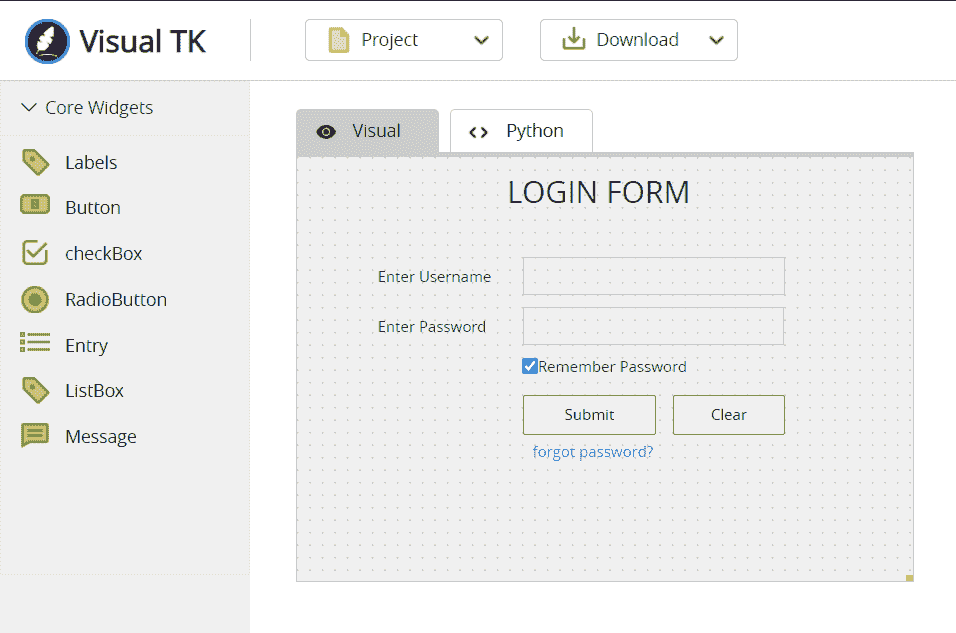 Visual TK
Project
Download
Core Widgets
Labels
Button
checkBox
RadioButton
Entry
ListBox
Message
Visual
Python
LOGIN FORM
Enter Username
Enter Password
Remember Password
Submit
Clear
forgot password?